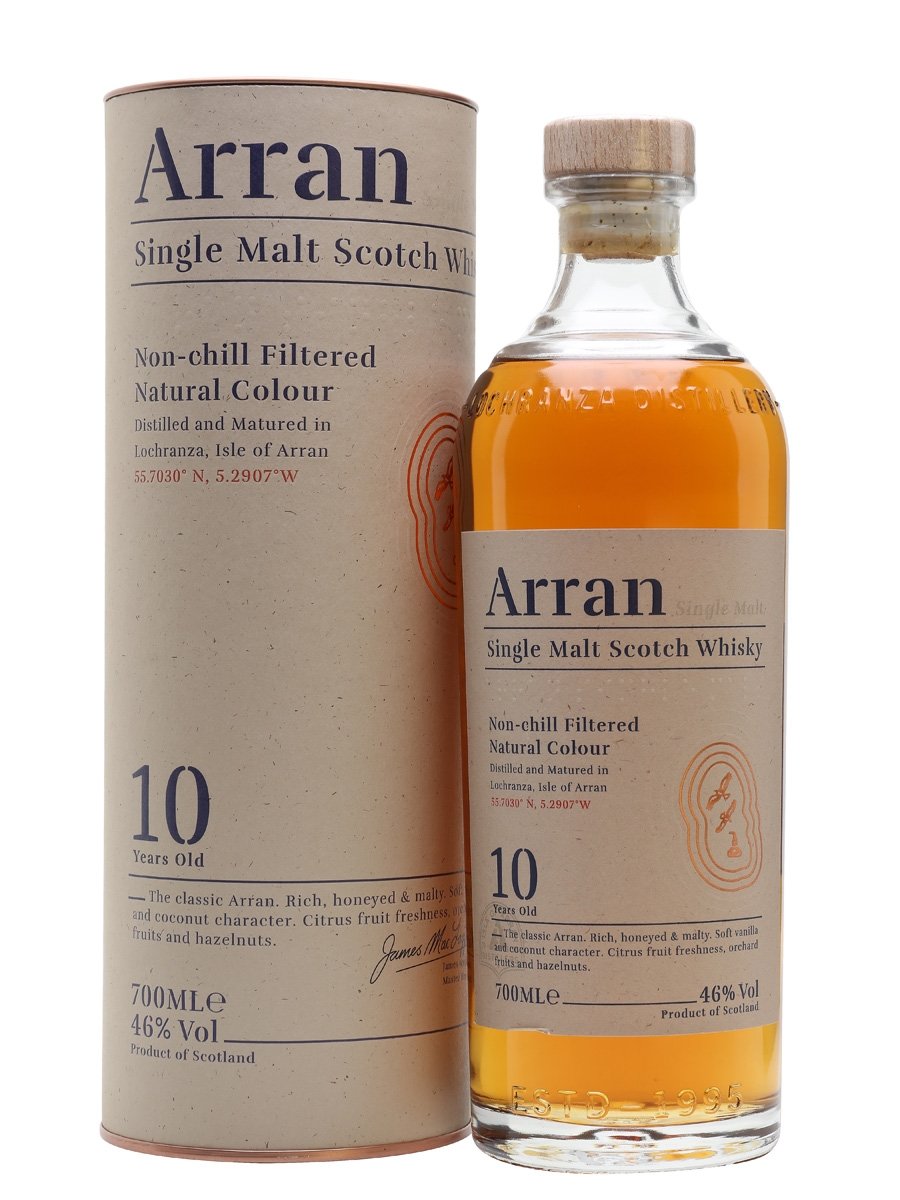 Arran
Single Malt Scotch
Non-chill Filtered
Natural Colour
Distilled and Matured in
Lochranza, Isle of Arran
55.7030° N, 5.2907°W
10
Years Old
— The classic Arran. Rich, honeyed & malty.
and coconut character. Citrus fruit freshness,
fruits and hazelnuts.
James
700MLe
46% Vol
Product of Scotland
LOCHRANZA DISTILLERY
Arran Single Malt
Single Malt Scotch Whisky
Non-chill Filtered
Natural Colour
Distilled and Matured in
Lochranza, Isle of Arran
55.7030° N, 5.2907°W
10
Years Old
— The classic Arran. Rich, honeyed & malty. Soft vanilla
and coconut character. Citrus fruit freshness, orchard
fruits and hazelnuts.
700MLe 46% Vol
Product of Scotland
ESTD - 1995